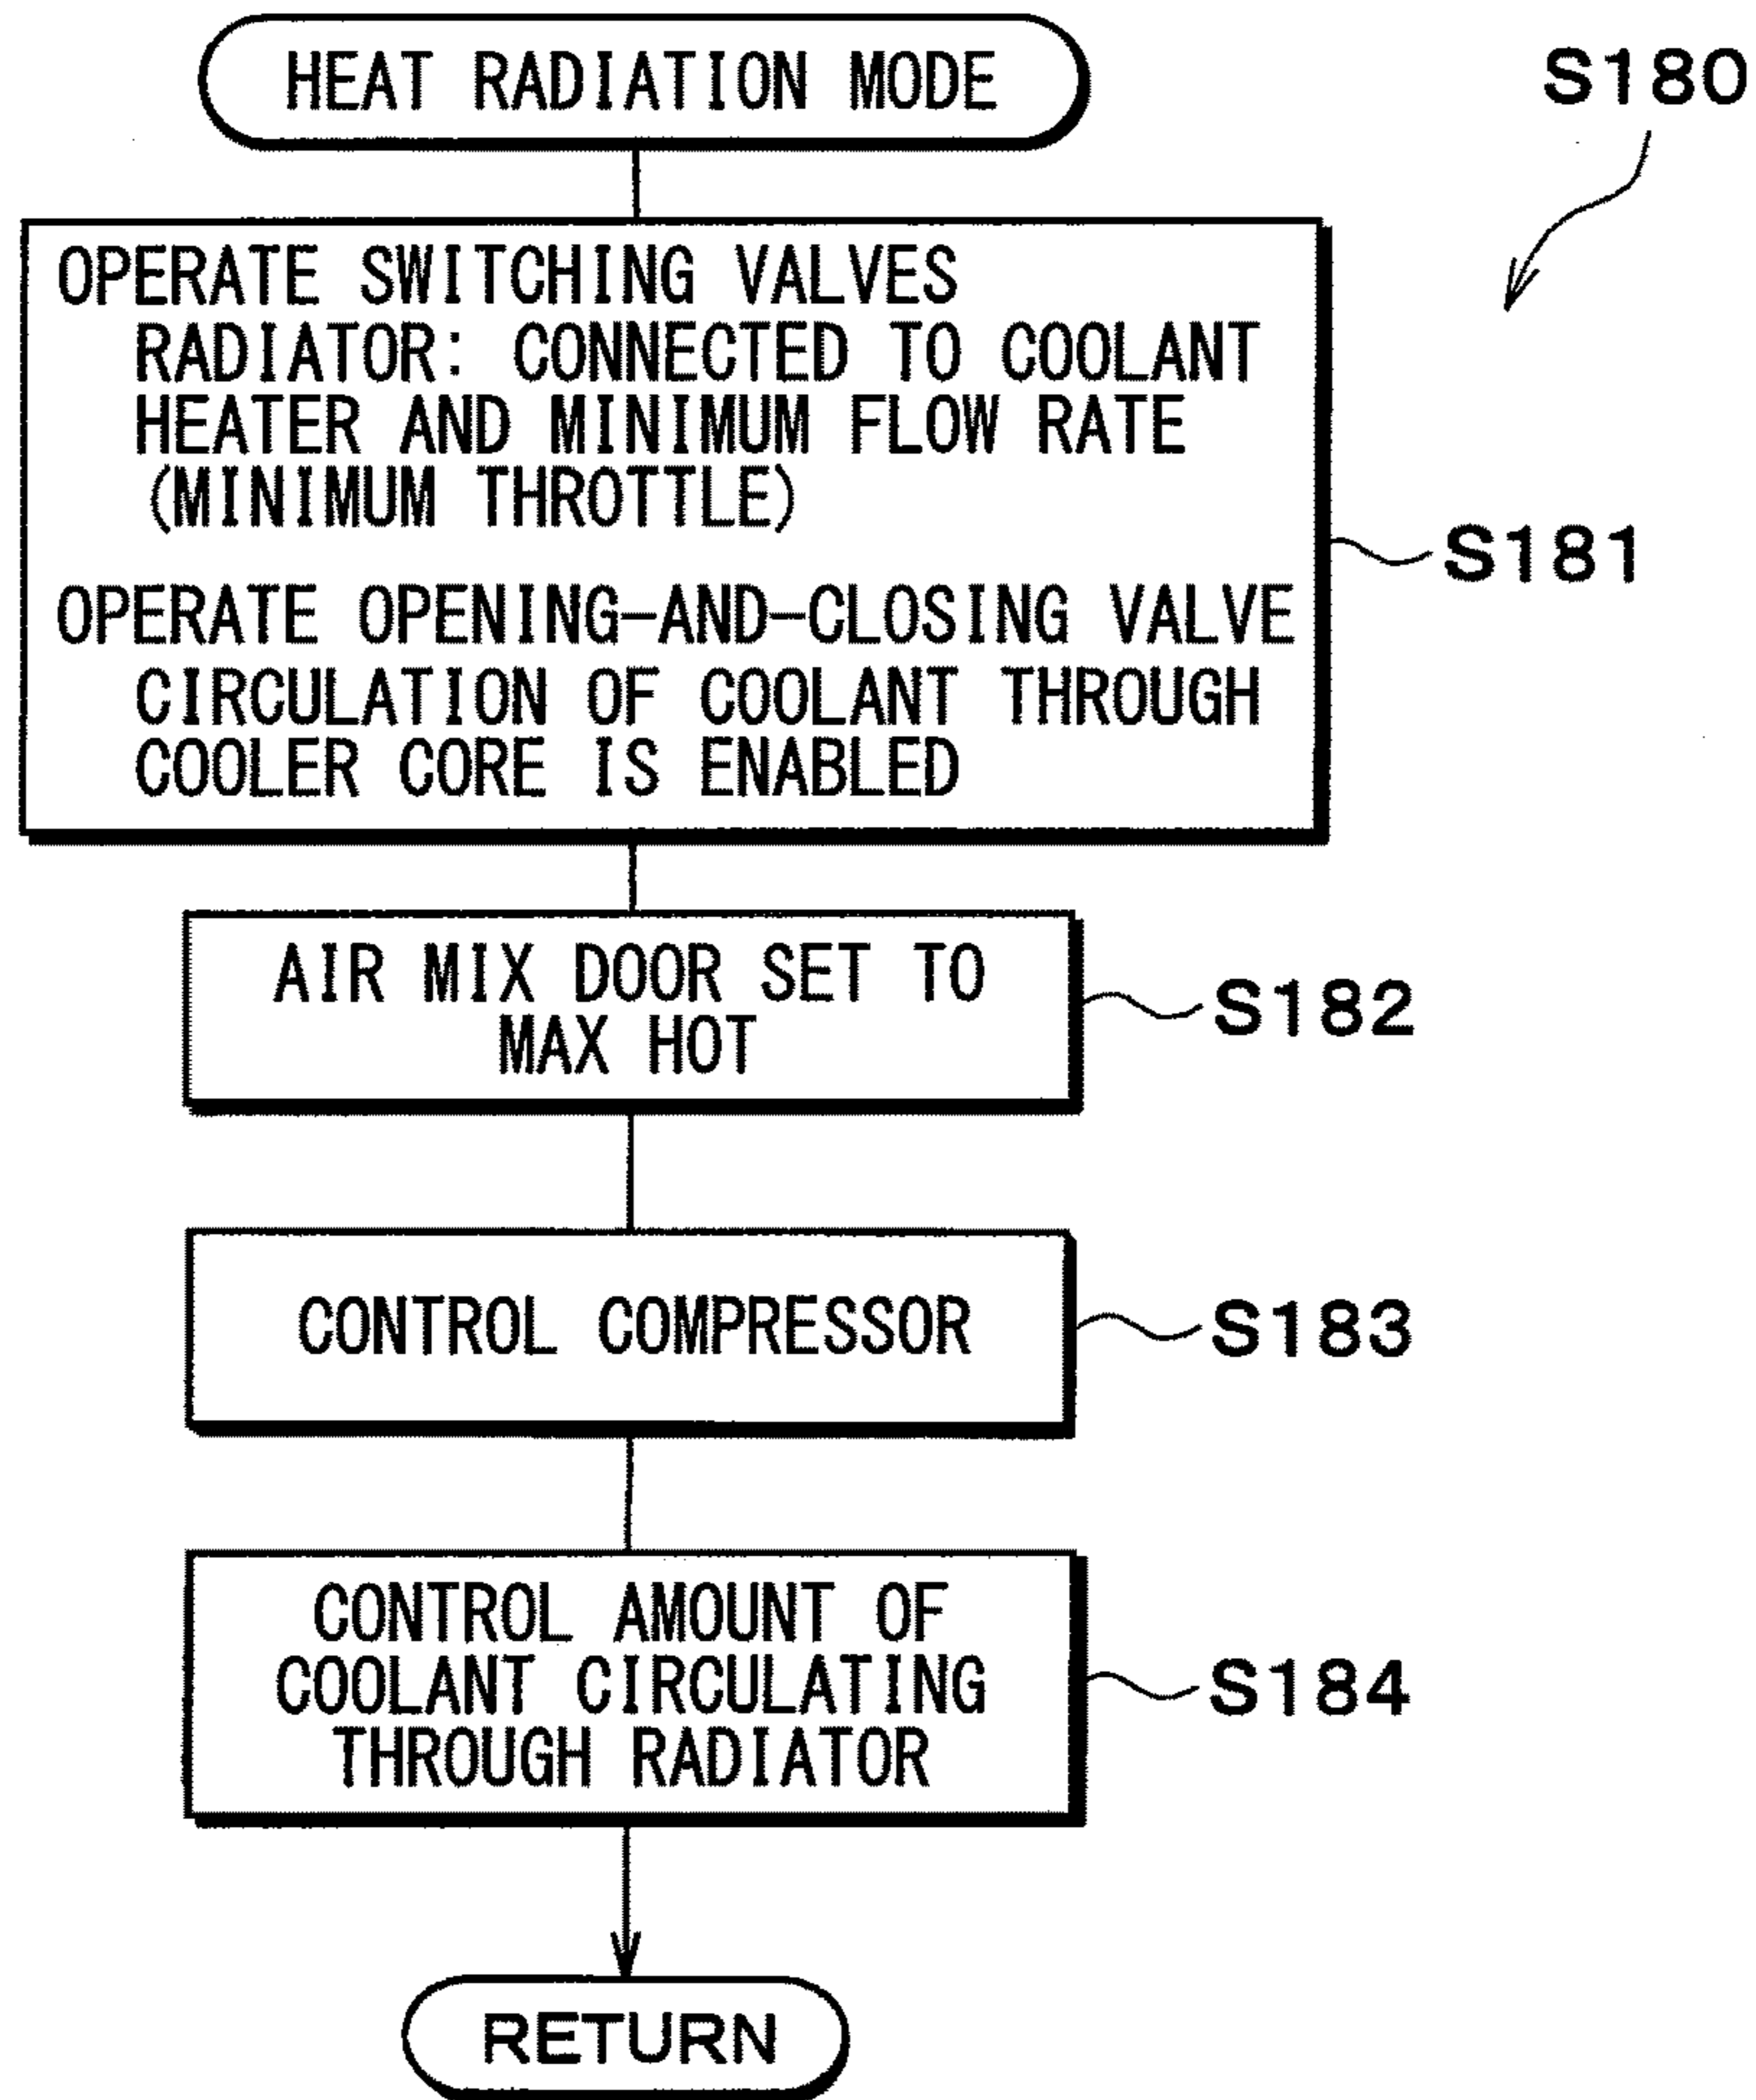 HEAT RADIATION MODE
S180
OPERATE SWITCHING VALVES
RADIATOR: CONNECTED TO COOLANT
HEATER AND MINIMUM FLOW RATE
(MINIMUM THROTTLE)
OPERATE OPENING-AND-CLOSING VALVE
CIRCULATION OF COOLANT THROUGH
COOLER CORE IS ENABLED
S181
AIR MIX DOOR SET TO
MAX HOT
S182
CONTROL COMPRESSOR
S183
CONTROL AMOUNT OF
COOLANT CIRCULATING
THROUGH RADIATOR
S184
RETURN